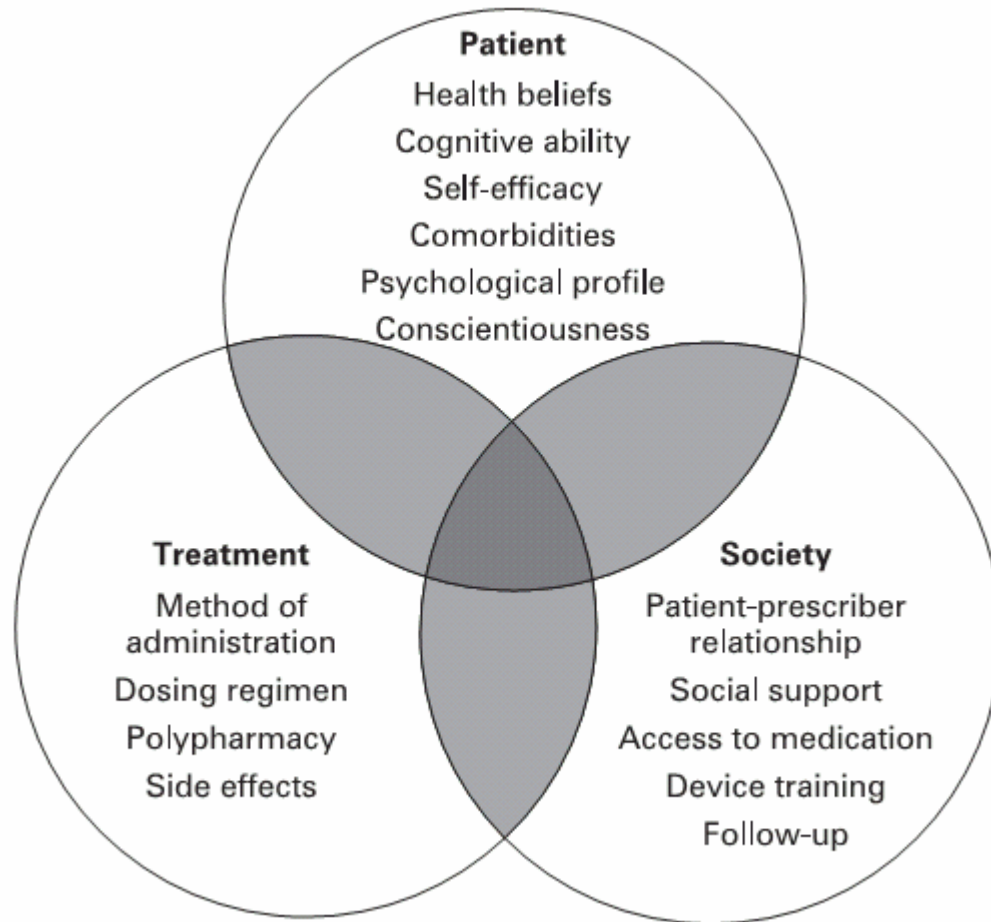 Patient
Health beliefs
Cognitive ability
Self-efficacy
Comorbidities
Psychological profile
Conscientiousness
Treatment
Method of
administration
Dosing regimen
Polypharmacy
Side effects
Society
Patient-prescriber
relationship
Social support
Access to medication
Device training
Follow-up